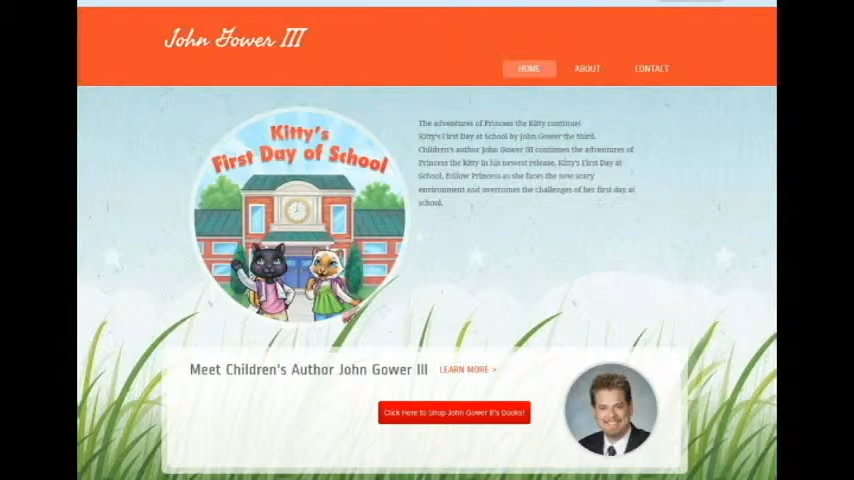 John Gower III
HOME ABOUT CONTACT
Kitty's
First Day of School
The adventures of Princess the Kitty continue!
Kitty's First Day at School by John Gower the third.
Children's author John Gower III continues the adventures of
Princess the kitty in his newest release, Kitty's First Day at
School. Follow Princess as she faces the new scary
environment and overcomes the challenges of her first day at
school.
Meet Children's Author John Gower III LEARN MORE >
Click Here to Shop John Gower II's Books!